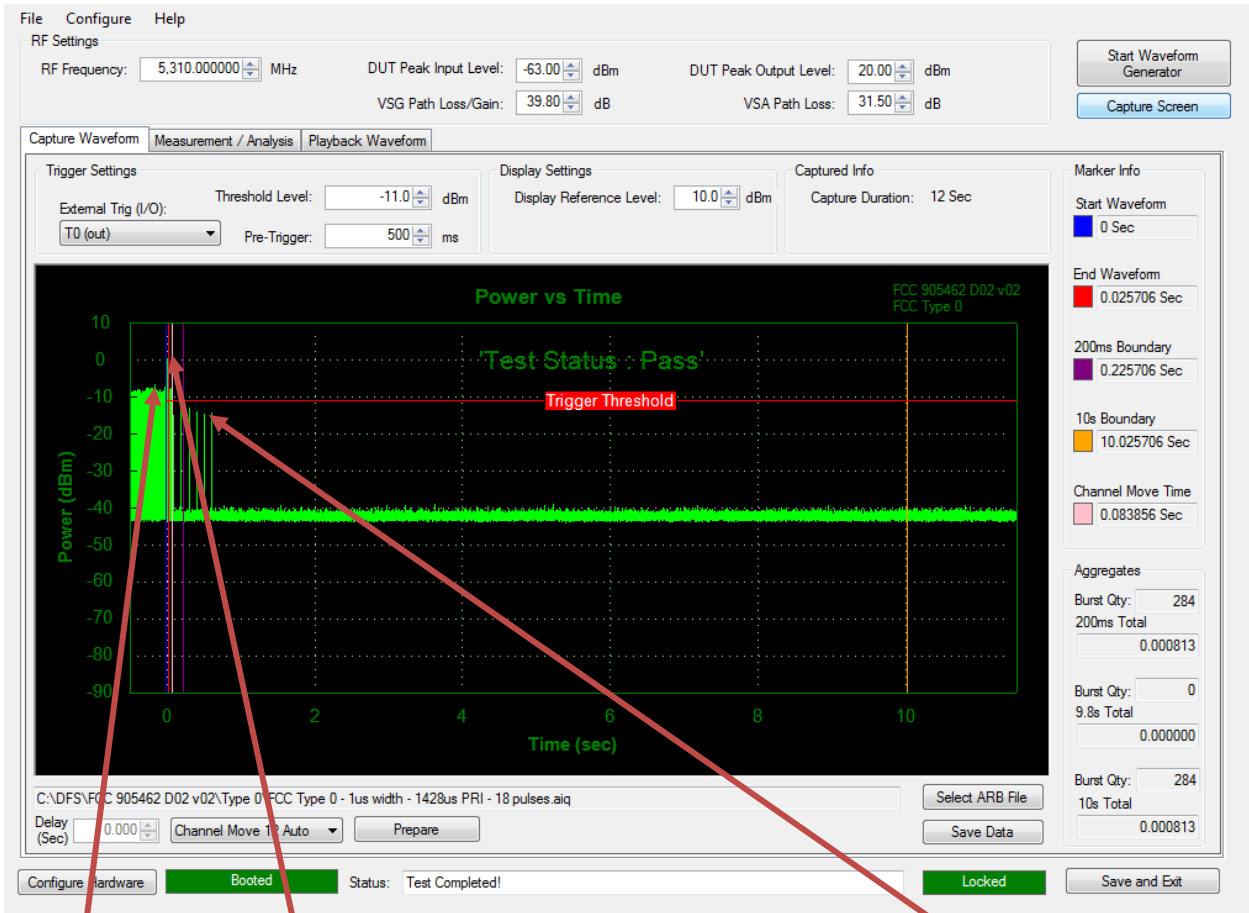 File Configure Help
RF Settings
RF Frequency: 5,310.000000 MHz
DUT Peak Input Level: -63.00 dBm
DUT Peak Output Level: 20.00 dBm
VSG Path Loss/Gain: 39.80 dB
VSA Path Loss: 31.50 dB
Start Waveform
Generator
Capture Screen
Capture Waveform Measurement / Analysis Playback Waveform
Trigger Settings
External Trig (I/O):
T0 (out)
Threshold Level: -11.0 dBm
Pre-Trigger: 500 ms
Display Settings
Display Reference Level: 10.0 dBm
Captured Info
Capture Duration: 12 Sec
Marker Info
Start Waveform
0 Sec
End Waveform
0.025706 Sec
200ms Boundary
0.225706 Sec
10s Boundary
10.025706 Sec
Channel Move Time
0.083856 Sec
Power vs Time
FCC 905462 D02 v02
FCC Type 0
'Test Status : Pass'
Trigger Threshold
Power (dBm)
10
0
-10
-20
-30
-40
-50
-60
-70
-80
-90
0 2 4 6 8 10
Time (sec)
Aggregates
Burst Qty: 284
200ms Total
0.000813
Burst Qty: 0
9.8s Total
0.000000
Burst Qty: 284
10s Total
0.000813
C:\DFS\FCC 905462 D02 v02\Type 0\FCC Type 0 - 1us width - 1428us PRI - 18 pulses.aiq
Select ARB File
Delay
(Sec)
0.000
Channel Move 12 Auto
Prepare
Save Data
Configure Hardware
Booted
Status: Test Completed!
Locked
Save and Exit